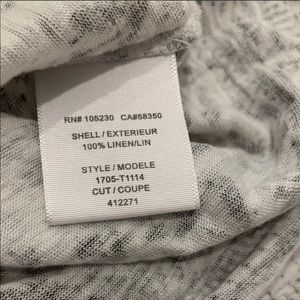 RN# 105230 CA#58350
SHELL / EXTERIEUR
100% LINEN/LIN
STYLE / MODELE
1705-T1114
CUT / COUPE
412271